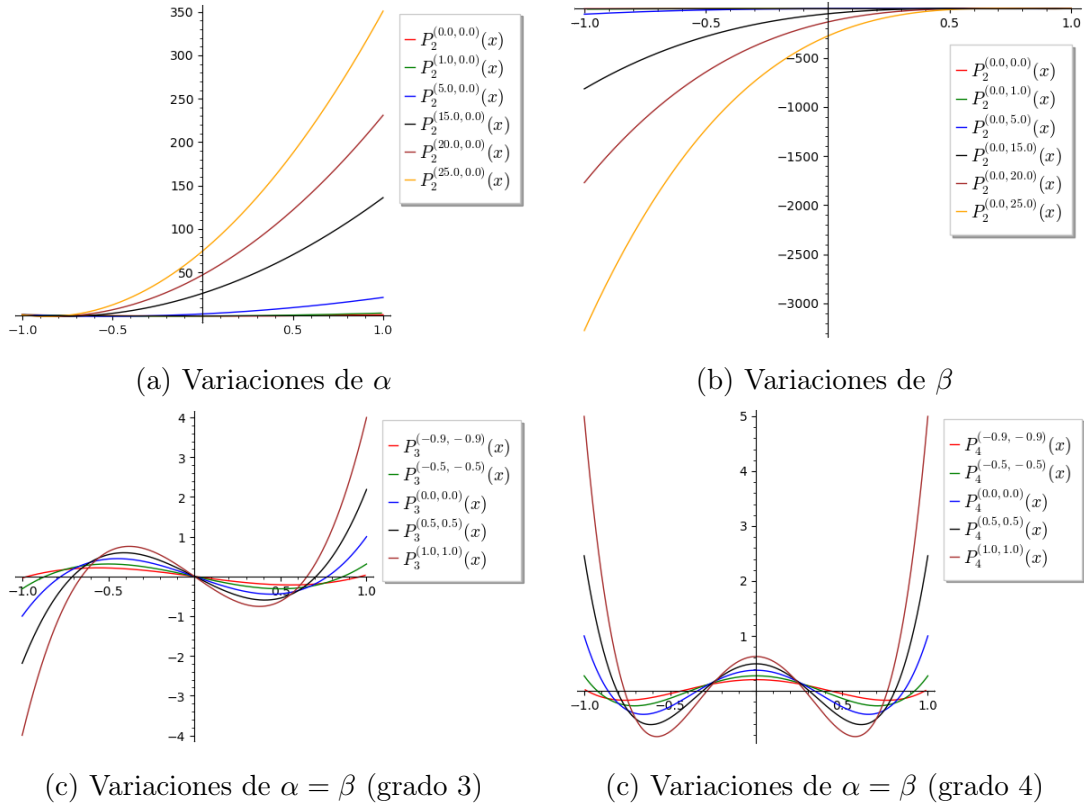 350
300
250
200
150
100
50
−1.0 −0.5 0.5 1.0
P_2^{(0.0, 0.0)}(x)
P_2^{(1.0, 0.0)}(x)
P_2^{(5.0, 0.0)}(x)
P_2^{(15.0, 0.0)}(x)
P_2^{(20.0, 0.0)}(x)
P_2^{(25.0, 0.0)}(x)
(a) Variaciones de α
−1.0 −0.5 0.5 1.0
−500
−1000
−1500
−2000
−2500
−3000
P_2^{(0.0, 0.0)}(x)
P_2^{(0.0, 1.0)}(x)
P_2^{(0.0, 5.0)}(x)
P_2^{(0.0, 15.0)}(x)
P_2^{(0.0, 20.0)}(x)
P_2^{(0.0, 25.0)}(x)
(b) Variaciones de β
4
3
2
1
−1.0 −0.5 0.5 1.0
−1
−2
−3
−4
P_3^{(−0.9, −0.9)}(x)
P_3^{(−0.5, −0.5)}(x)
P_3^{(0.0, 0.0)}(x)
P_3^{(0.5, 0.5)}(x)
P_3^{(1.0, 1.0)}(x)
(c) Variaciones de α = β (grado 3)
5
4
3
2
1
−1.0 −0.5 0.5 1.0
P_4^{(−0.9, −0.9)}(x)
P_4^{(−0.5, −0.5)}(x)
P_4^{(0.0, 0.0)}(x)
P_4^{(0.5, 0.5)}(x)
P_4^{(1.0, 1.0)}(x)
(c) Variaciones de α = β (grado 4)